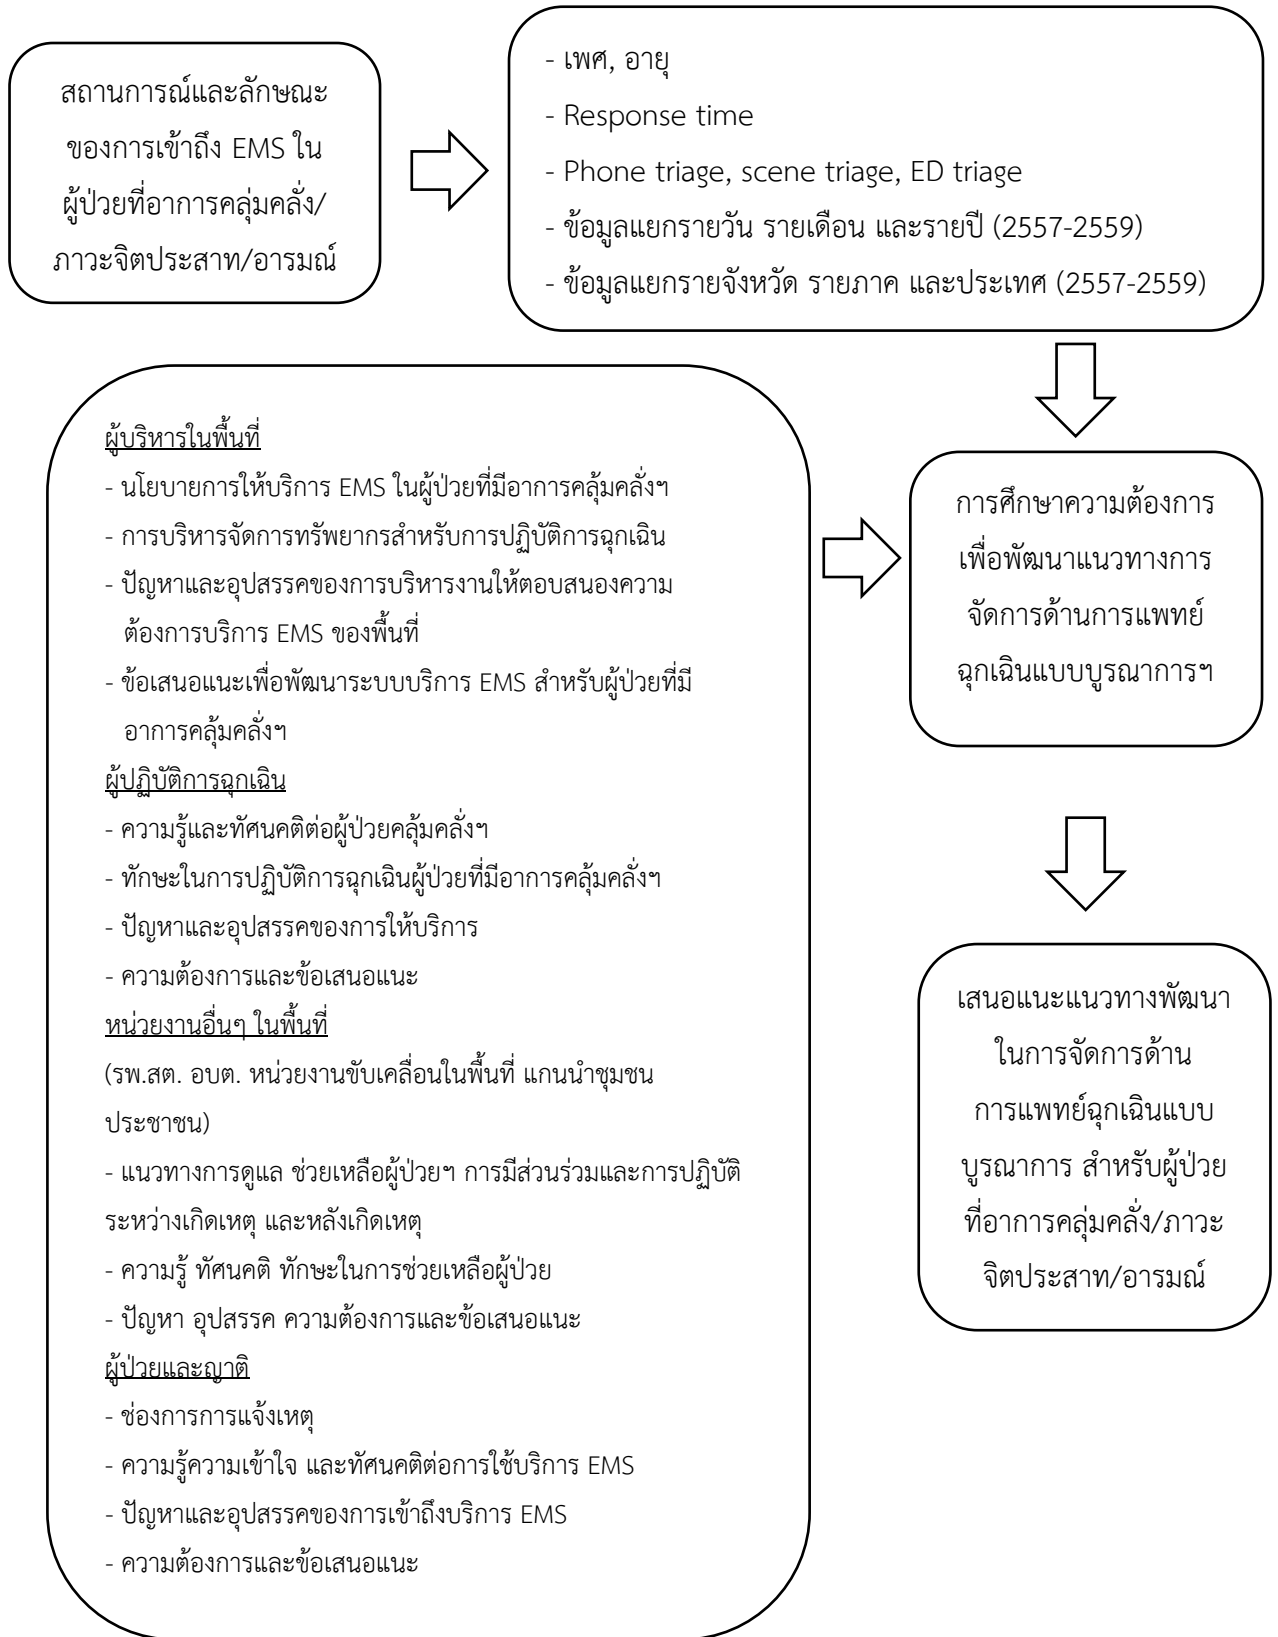 สถานการณ์และลักษณะ
ของการเข้าถึง EMS ใน
ผู้ป่วยที่อาการคลุ่มคลั่ง/
ภาวะจิตประสาท/อารมณ์
- เพศ, อายุ
- Response time
- Phone triage, scene triage, ED triage
- ข้อมูลแยกรายวัน รายเดือน และรายปี (2557-2559)
- ข้อมูลแยกรายจังหวัด รายภาค และประเทศ (2557-2559)
ผู้บริหารในพื้นที่
- นโยบายการให้บริการ EMS ในผู้ป่วยที่มีอาการคลุ้มคลั่งฯ
- การบริหารจัดการทรัพยากรสำหรับการปฏิบัติการฉุกเฉิน
- ปัญหาและอุปสรรคของการบริหารงานให้ตอบสนองความ
ต้องการบริการ EMS ของพื้นที่
- ข้อเสนอแนะเพื่อพัฒนาระบบบริการ EMS สำหรับผู้ป่วยที่มี
อาการคลุ้มคลั่งฯ
ผู้ปฏิบัติการฉุกเฉิน
- ความรู้และทัศนคติต่อผู้ป่วยคลุ้มคลั่งฯ
- ทักษะในการปฏิบัติการฉุกเฉินผู้ป่วยที่มีอาการคลุ้มคลั่งฯ
- ปัญหาและอุปสรรคของการให้บริการ
- ความต้องการและข้อเสนอแนะ
หน่วยงานอื่นๆ ในพื้นที่
(รพ.สต. อบต. หน่วยงานขับเคลื่อนในพื้นที่ แกนนำชุมชน
ประชาชน)
- แนวทางการดูแล ช่วยเหลือผู้ป่วยฯ การมีส่วนร่วมและการปฏิบัติ
ระหว่างเกิดเหตุ และหลังเกิดเหตุ
- ความรู้ ทัศนคติ ทักษะในการช่วยเหลือผู้ป่วย
- ปัญหา อุปสรรค ความต้องการและข้อเสนอแนะ
ผู้ป่วยและญาติ
- ช่องการการแจ้งเหตุ
- ความรู้ความเข้าใจ และทัศนคติต่อการใช้บริการ EMS
- ปัญหาและอุปสรรคของการเข้าถึงบริการ EMS
- ความต้องการและข้อเสนอแนะ
การศึกษาความต้องการ
เพื่อพัฒนาแนวทางการ
จัดการด้านการแพทย์
ฉุกเฉินแบบบูรณาการฯ
เสนอแนะแนวทางพัฒนา
ในการจัดการด้าน
การแพทย์ฉุกเฉินแบบ
บูรณาการ สำหรับผู้ป่วย
ที่อาการคลุ่มคลั่ง/ภาวะ
จิตประสาท/อารมณ์